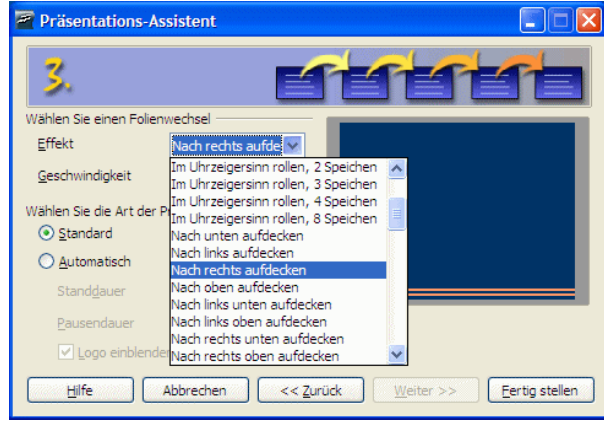 Präsentations-Assistent
3.
Wählen Sie einen Folienwechsel
Effekt
Nach rechts aufde
Geschwindigkeit
Im Uhrzeigersinn rollen, 2 Speichen
Im Uhrzeigersinn rollen, 3 Speichen
Im Uhrzeigersinn rollen, 4 Speichen
Im Uhrzeigersinn rollen, 8 Speichen
Nach unten aufdecken
Nach links aufdecken
Nach rechts aufdecken
Nach oben aufdecken
Nach links unten aufdecken
Nach links oben aufdecken
Nach rechts unten aufdecken
Nach rechts oben aufdecken
Wählen Sie die Art der P
Standard
Automatisch
Standdauer
Pausendauer
Logo einblenden
Hilfe
Abbrechen
<< Zurück
Weiter >>
Fertig stellen